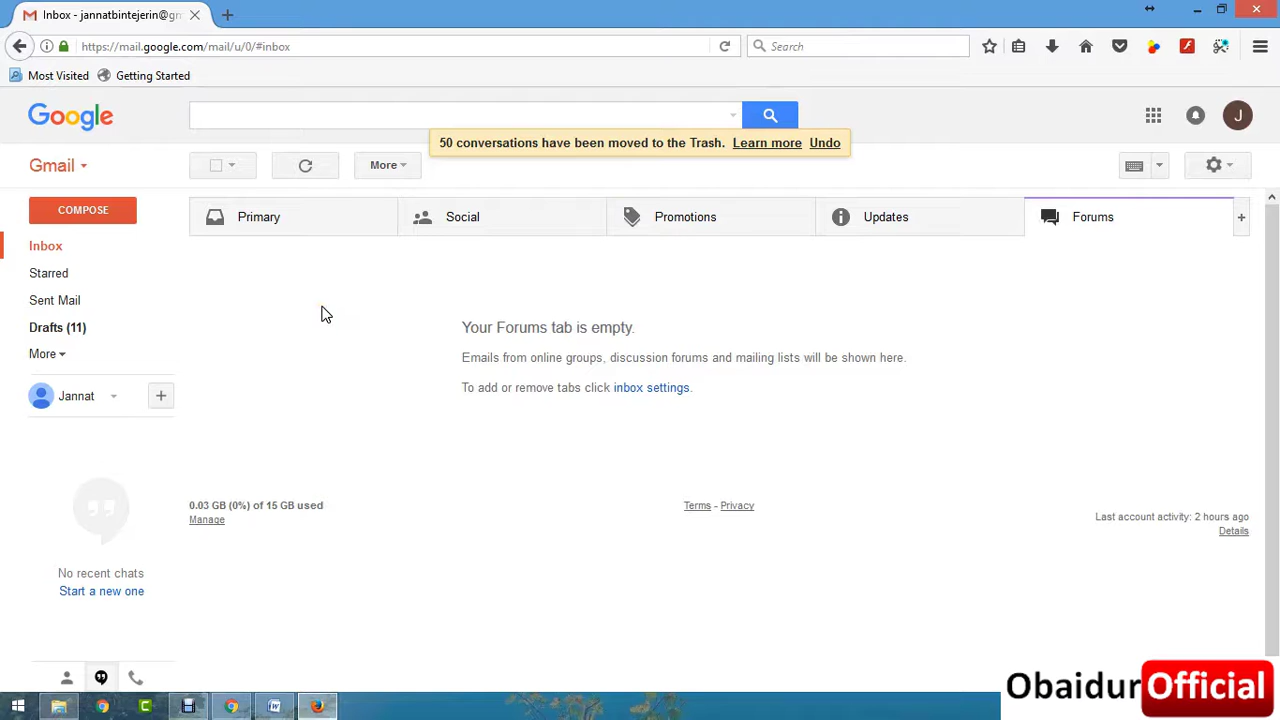 Inbox - jannatbintejerin@gn
https://mail.google.com/mail/u/0/#inbox
Search
Most Visited
Getting Started
Google
50 conversations have been moved to the Trash. Learn more Undo
Gmail
More
COMPOSE
Primary
Social
Promotions
Updates
Forums
Inbox
Starred
Sent Mail
Drafts (11)
More
Jannat
Your Forums tab is empty.
Emails from online groups, discussion forums and mailing lists will be shown here.
To add or remove tabs click inbox settings.
0.03 GB (0%) of 15 GB used
Manage
Terms - Privacy
Last account activity: 2 hours ago
Details
No recent chats
Start a new one
J
Obaidur Official